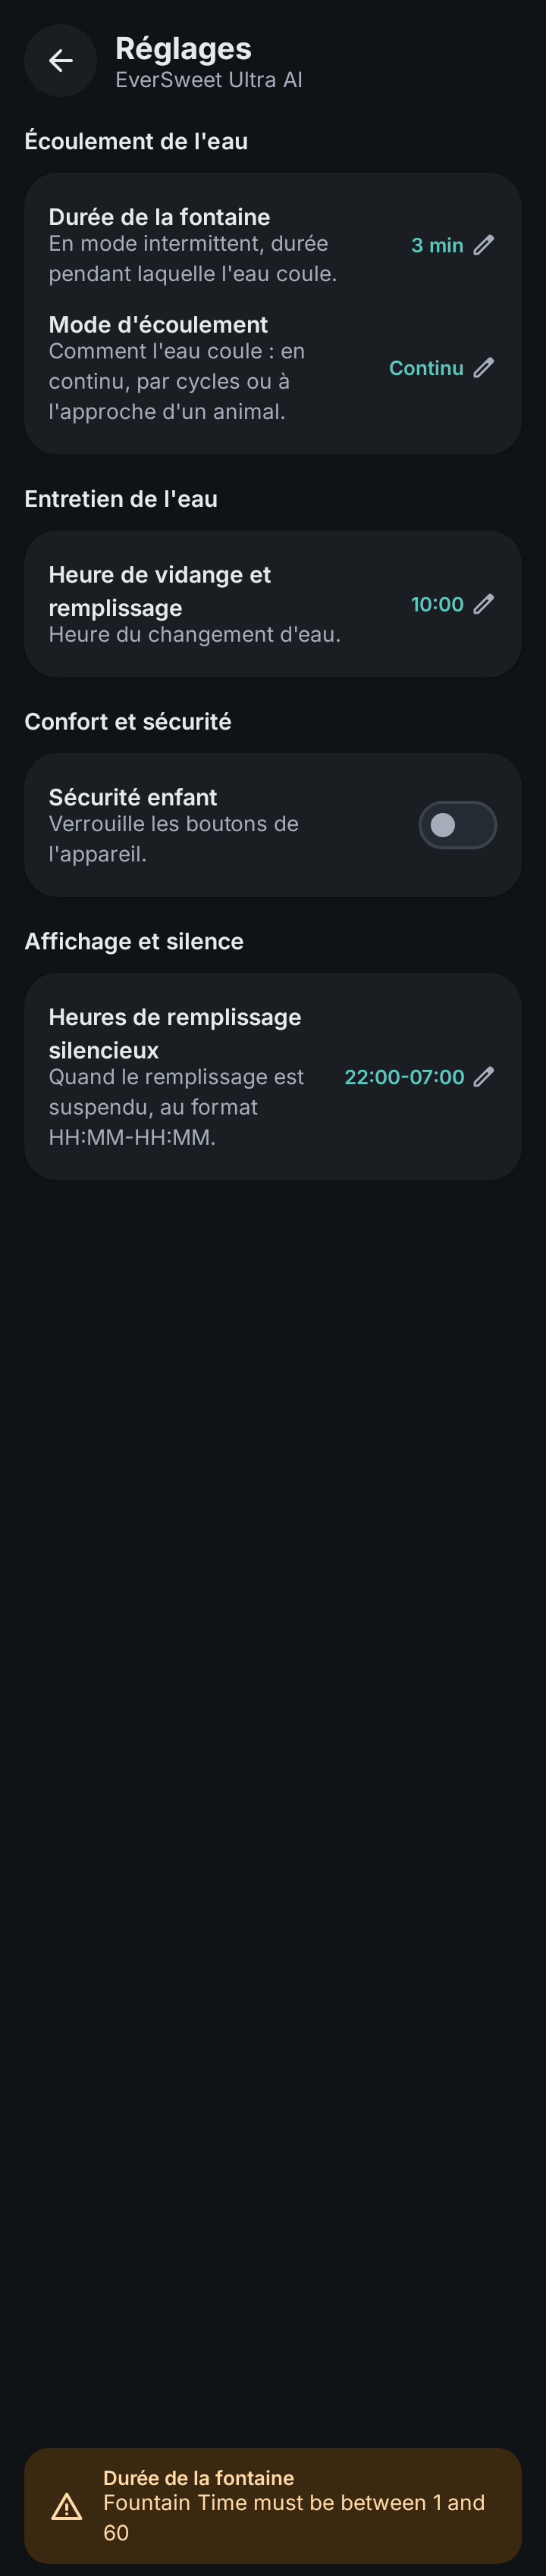 Réglages
EverSweet Ultra AI
Écoulement de l'eau
Durée de la fontaine
En mode intermittent, durée
pendant laquelle l'eau coule.
3 min
Mode d'écoulement
Comment l'eau coule : en
continu, par cycles ou à
l'approche d'un animal.
Continu
Entretien de l'eau
Heure de vidange et
remplissage
Heure du changement d'eau.
10:00
Confort et sécurité
Sécurité enfant
Verrouille les boutons de
l'appareil.
Affichage et silence
Heures de remplissage
silencieux
Quand le remplissage est
suspendu, au format
HH:MM-HH:MM.
22:00-07:00
Durée de la fontaine
Fountain Time must be between 1 and
60